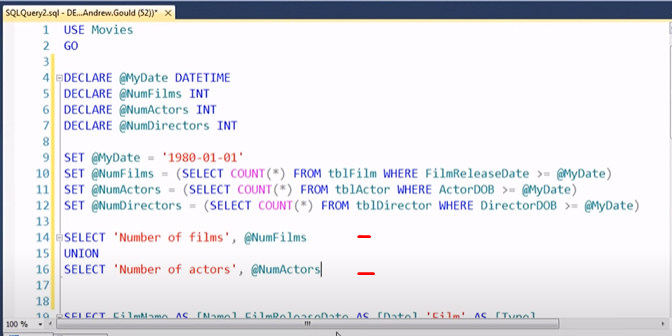 SQLQuery2.sql - DE...Andrew.Gould (52))* ×
1 USE Movies
2 GO
3
4 DECLARE @MyDate DATETIME
5 DECLARE @NumFilms INT
6 DECLARE @NumActors INT
7 DECLARE @NumDirectors INT
8
9 SET @MyDate = '1980-01-01'
10 SET @NumFilms = (SELECT COUNT(*) FROM tblFilm WHERE FilmReleaseDate >= @MyDate)
11 SET @NumActors = (SELECT COUNT(*) FROM tblActor WHERE ActorDOB >= @MyDate)
12 SET @NumDirectors = (SELECT COUNT(*) FROM tblDirector WHERE DirectorDOB >= @MyDate)
13
14 SELECT 'Number of films', @NumFilms
15 UNION
16 SELECT 'Number of actors', @NumActors
17
18
19 SELECT FilmName AS [Name],FilmReleaseDate AS [Date],'Film' AS [Type]
100 %